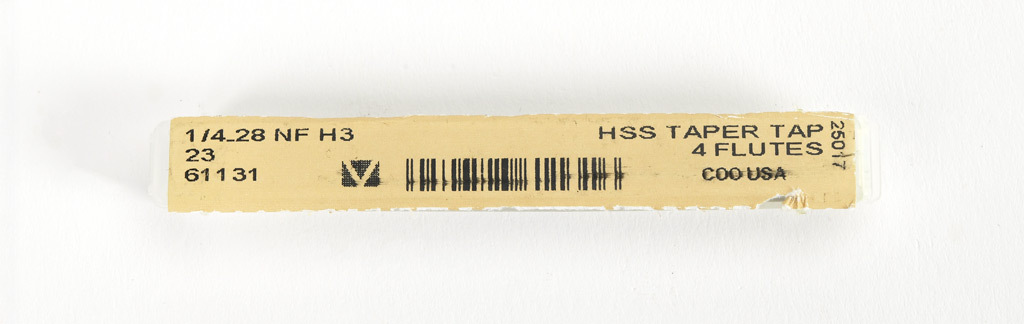 1/4-28 NF H3
23
61131
HSS TAPER TAP
4 FLUTES
COO USA
25017